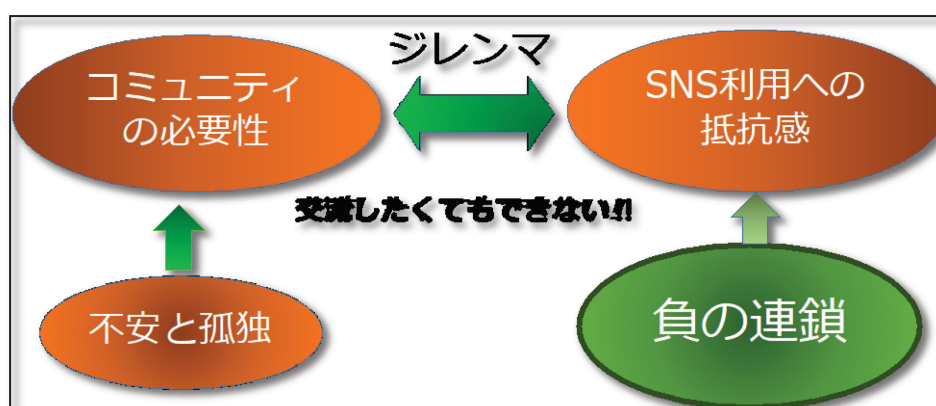 ジレンマ
コミュニティ
の必要性
SNS利用への
抵抗感
交流したくてもできない!!
不安と孤独
負の連鎖